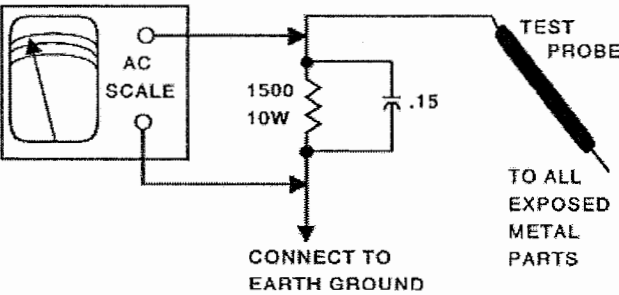 AC
SCALE
1500
10W
.15
TEST
PROBE
TO ALL
EXPOSED
METAL
PARTS
CONNECT TO
EARTH GROUND